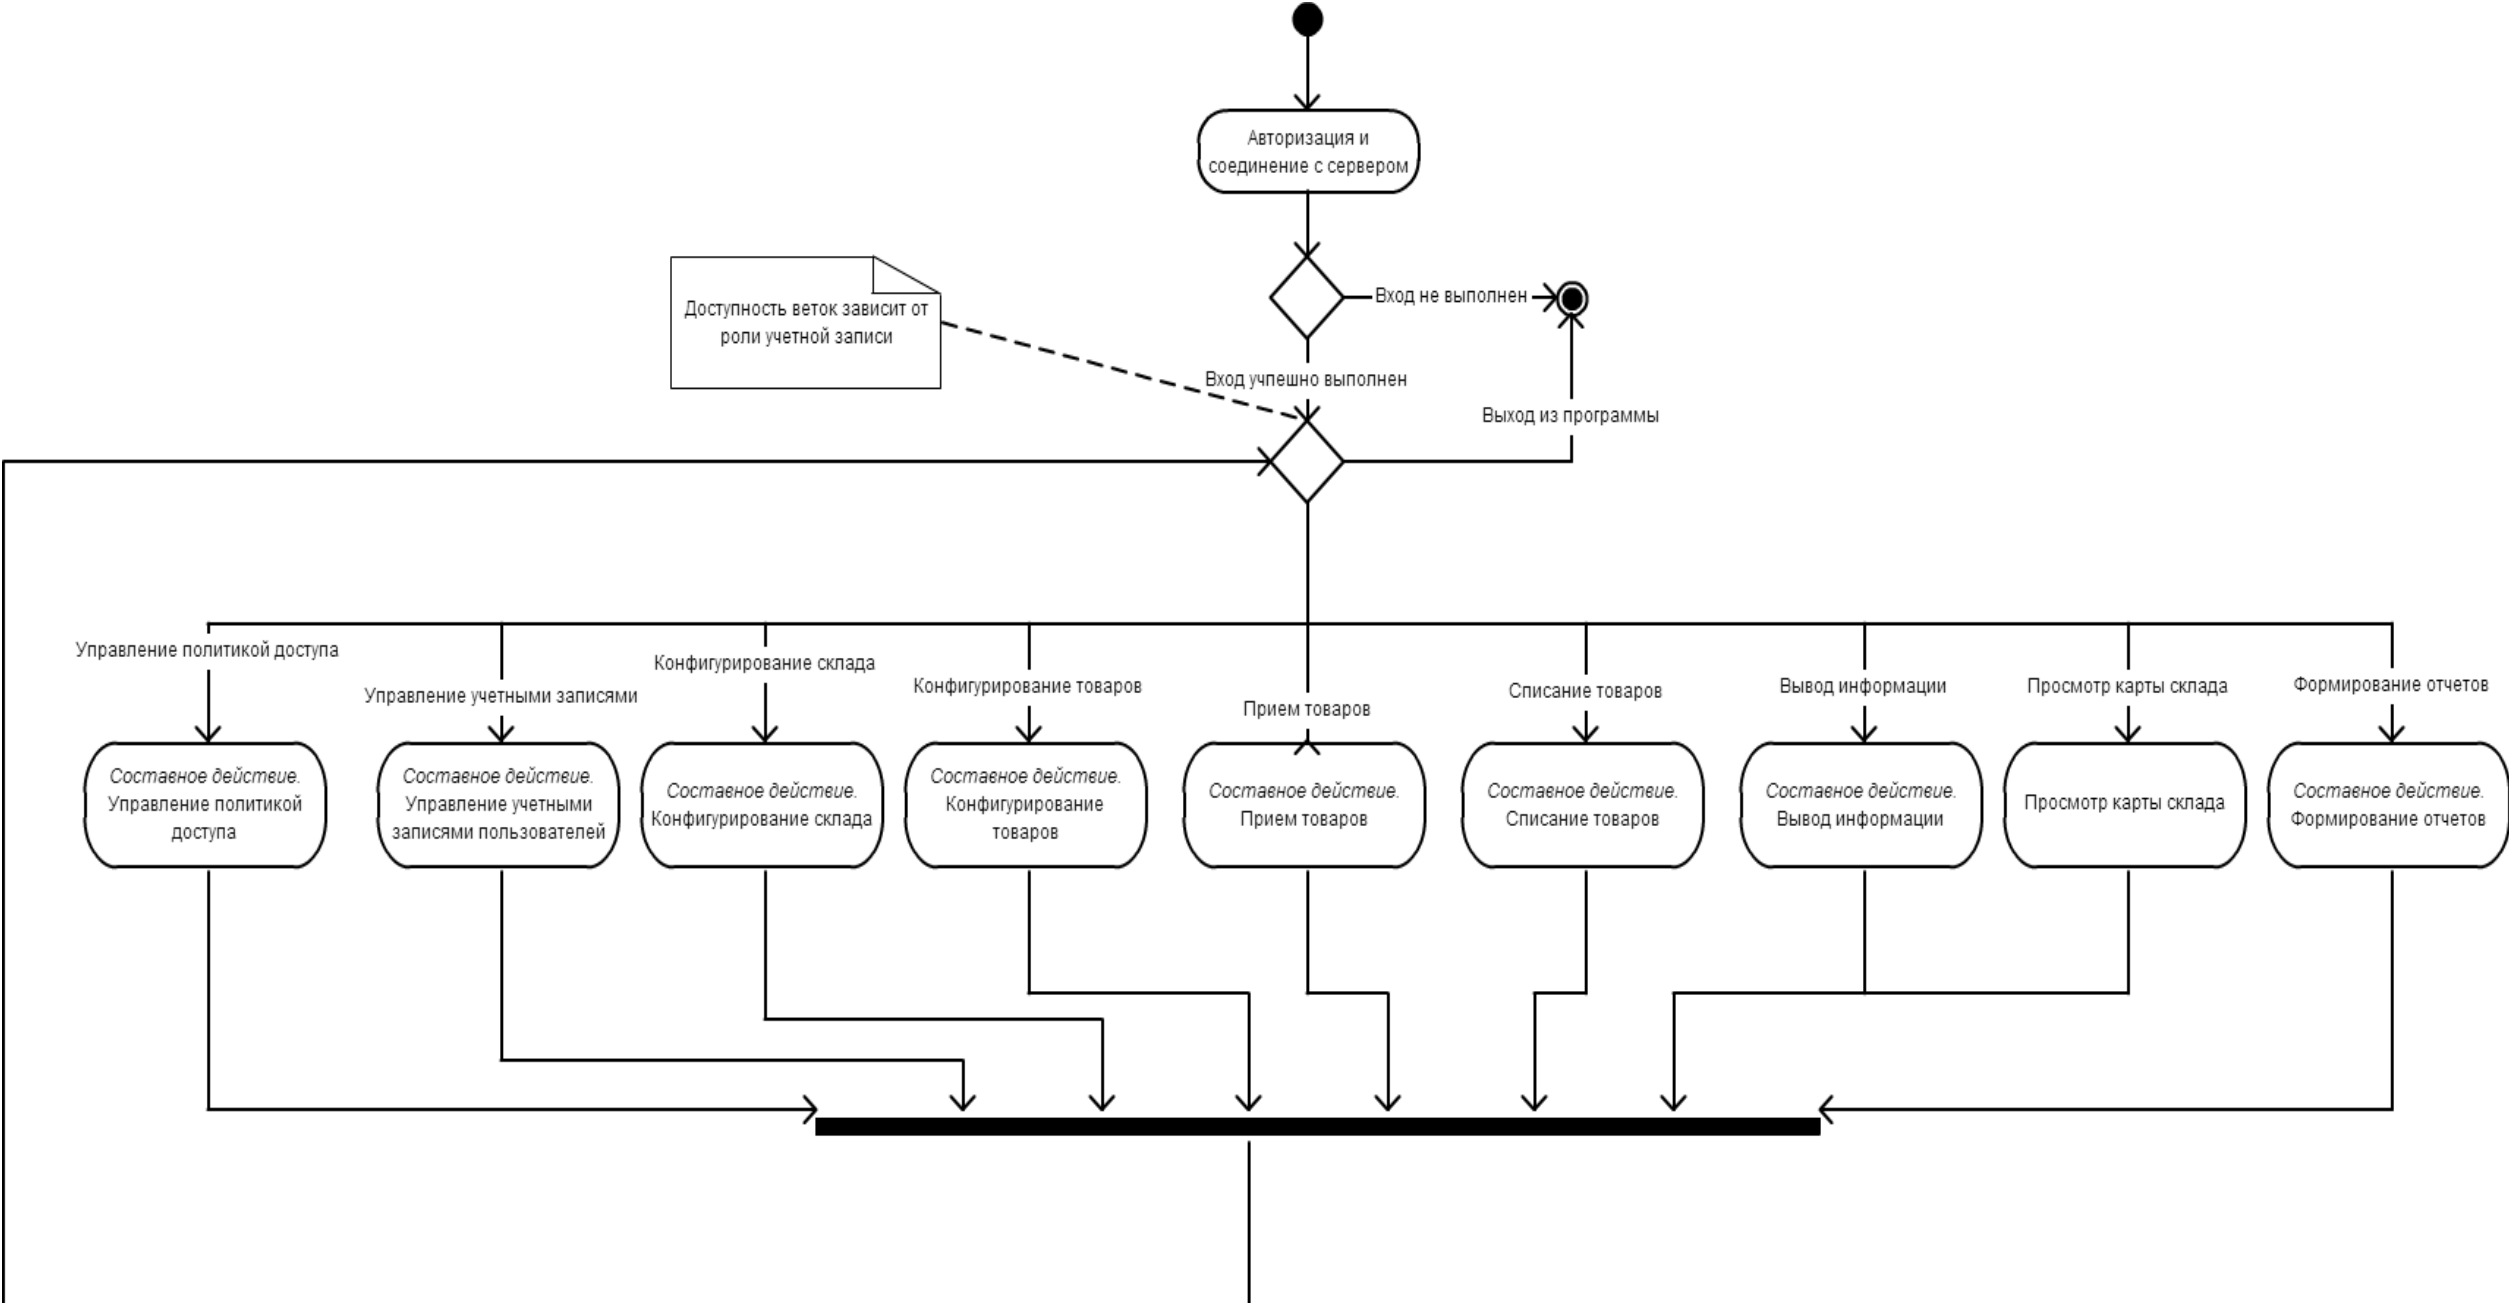 Авторизация и
соединение с сервером
Вход не выполнен
Доступность веток зависит от
роли учетной записи
Вход учпешно выполнен
Выход из программы
Управление политикой доступа
Управление учетными записями
Конфигурирование склада
Конфигурирование товаров
Прием товаров
Списание товаров
Вывод информации
Просмотр карты склада
Формирование отчетов
Составное действие.
Управление политикой
доступа
Составное действие.
Управление учетными
записями пользователей
Составное действие.
Конфигурирование склада
Составное действие.
Конфигурирование
товаров
Составное действие.
Прием товаров
Составное действие.
Списание товаров
Составное действие.
Вывод информации
Просмотр карты склада
Составное действие.
Формирование отчетов